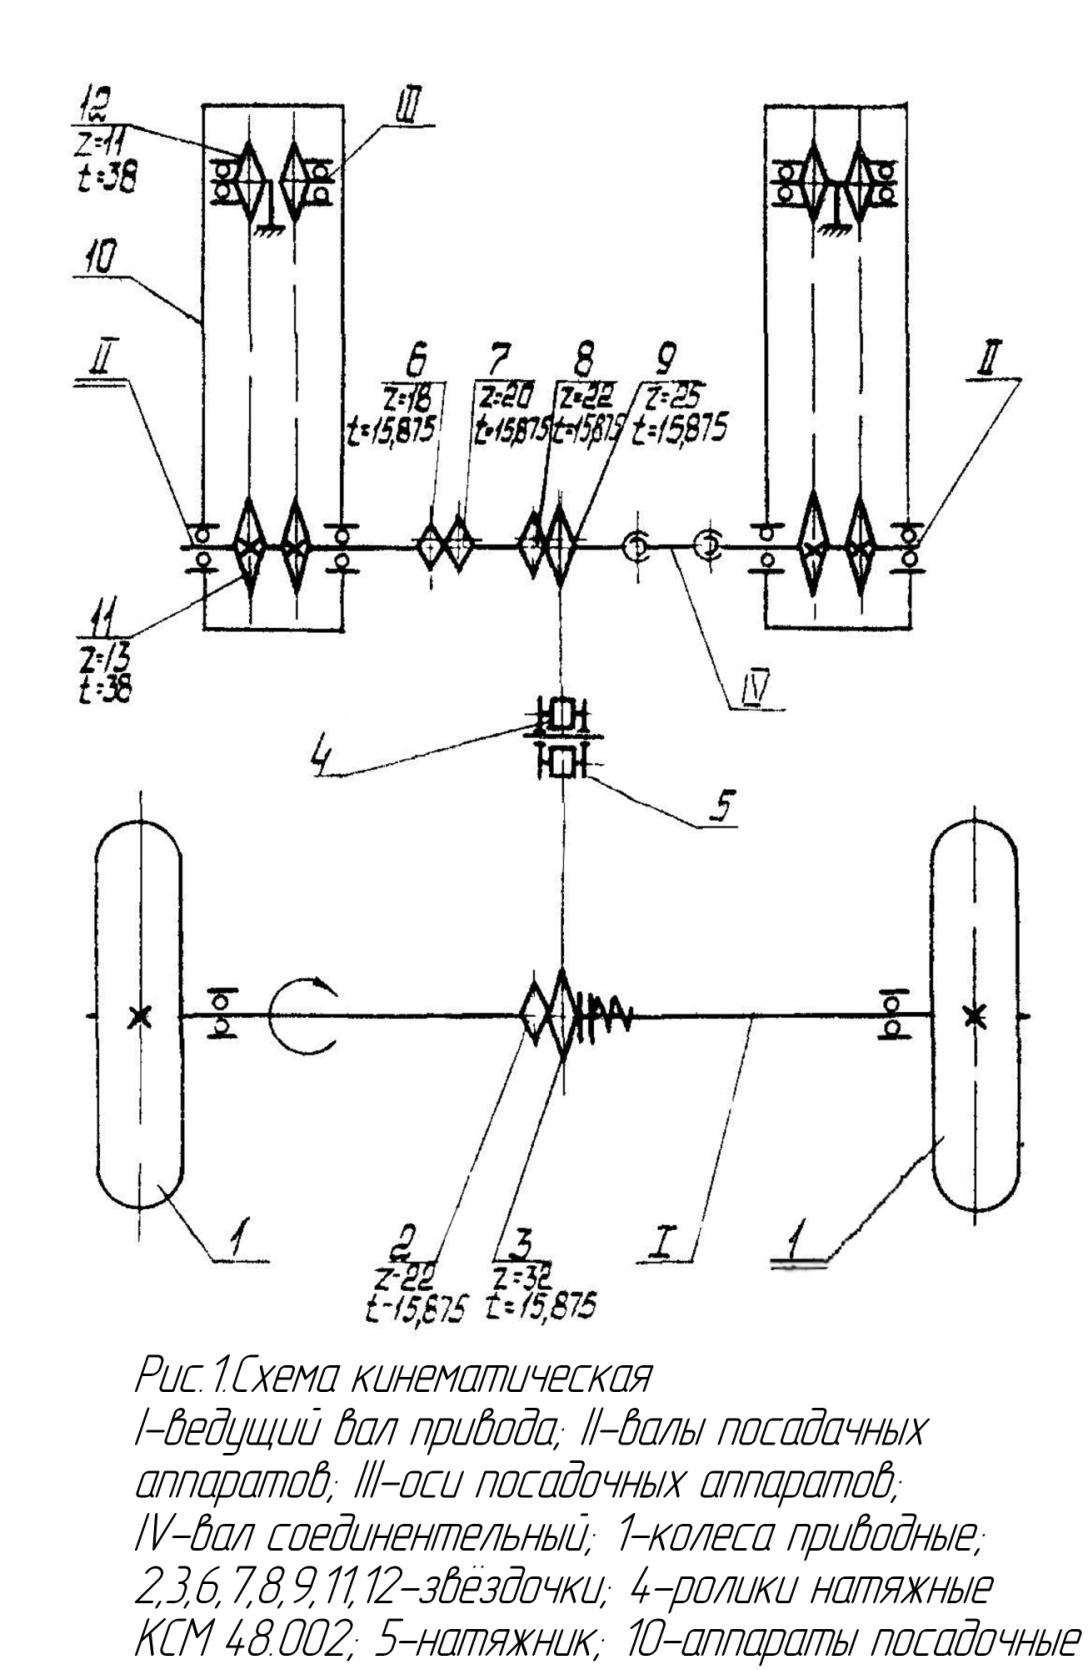 12
z=11
t=38
III
10
II
6
z=18
t=15,875
7
z=20
t=15,875
8
z=22
t=15,875
9
z=25
t=15,875
II
11
z=13
t=38
IV
4
5
1
2
z-22
t-15,875
3
z=32
t=15,875
I
1
Рис.1.Схема кинематическая
I–ведущий вал привода; II–валы посадачных
аппаратов; III–оси посадочных аппаратов;
IV–вал соединентельный; 1–колеса приводные;
2,3,6,7,8,9,11,12–звёздочки; 4–ролики натяжные
КСМ 48.002; 5–натяжник; 10–аппараты посадочные